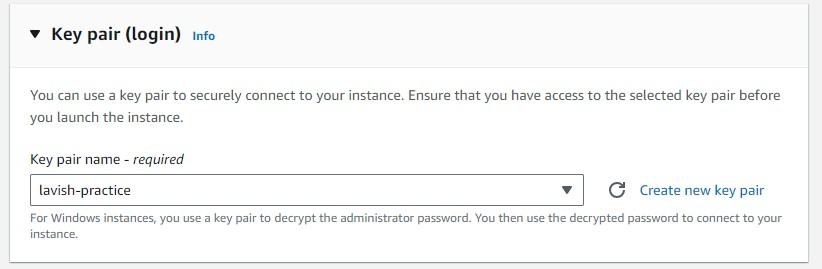 Key pair (login) Info
You can use a key pair to securely connect to your instance. Ensure that you have access to the selected key pair before
you launch the instance.
Key pair name - required
lavish-practice
Create new key pair
For Windows instances, you use a key pair to decrypt the administrator password. You then use the decrypted password to connect to your
instance.